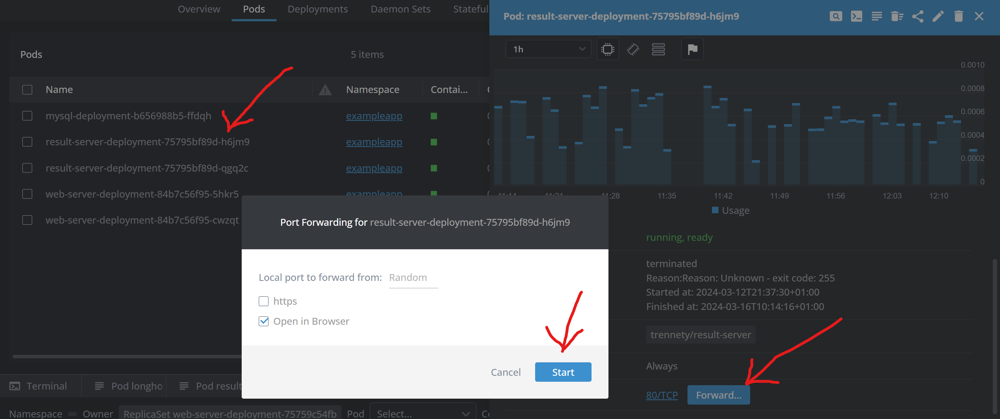 Overview Pods Deployments Daemon Sets Stateful
Pods 5 items
Name Namespace Contai...
mysql-deployment-b656988b5-ffdqh exampleapp
result-server-deployment-75795bf89d-h6jm9 exampleapp
result-server-deployment-75795bf89d-qgq2c exampleapp
web-server-deployment-84b7c56f95-5hkr5 exampleapp
web-server-deployment-84b7c56f95-cwzqt
Terminal Pod longho Pod result
Namespace Owner ReplicaSet web-server-deployment-75759c54fb Pod Select...
Port Forwarding for result-server-deployment-75795bf89d-h6jm9
Local port to forward from: Random
https
Open in Browser
Cancel Start
Pod: result-server-deployment-75795bf89d-h6jm9
1h
0.0010
0.0008
0.0006
0.0004
0.0002
0
11:14 11:21 11:28 11:35 11:42 11:49 11:56 12:03 12:10
Usage
running, ready
terminated
Reason:Reason: Unknown - exit code: 255
Started at: 2024-03-12T21:37:30+01:00
Finished at: 2024-03-16T10:14:16+01:00
trennety/result-server
Always
80/TCP Forward...